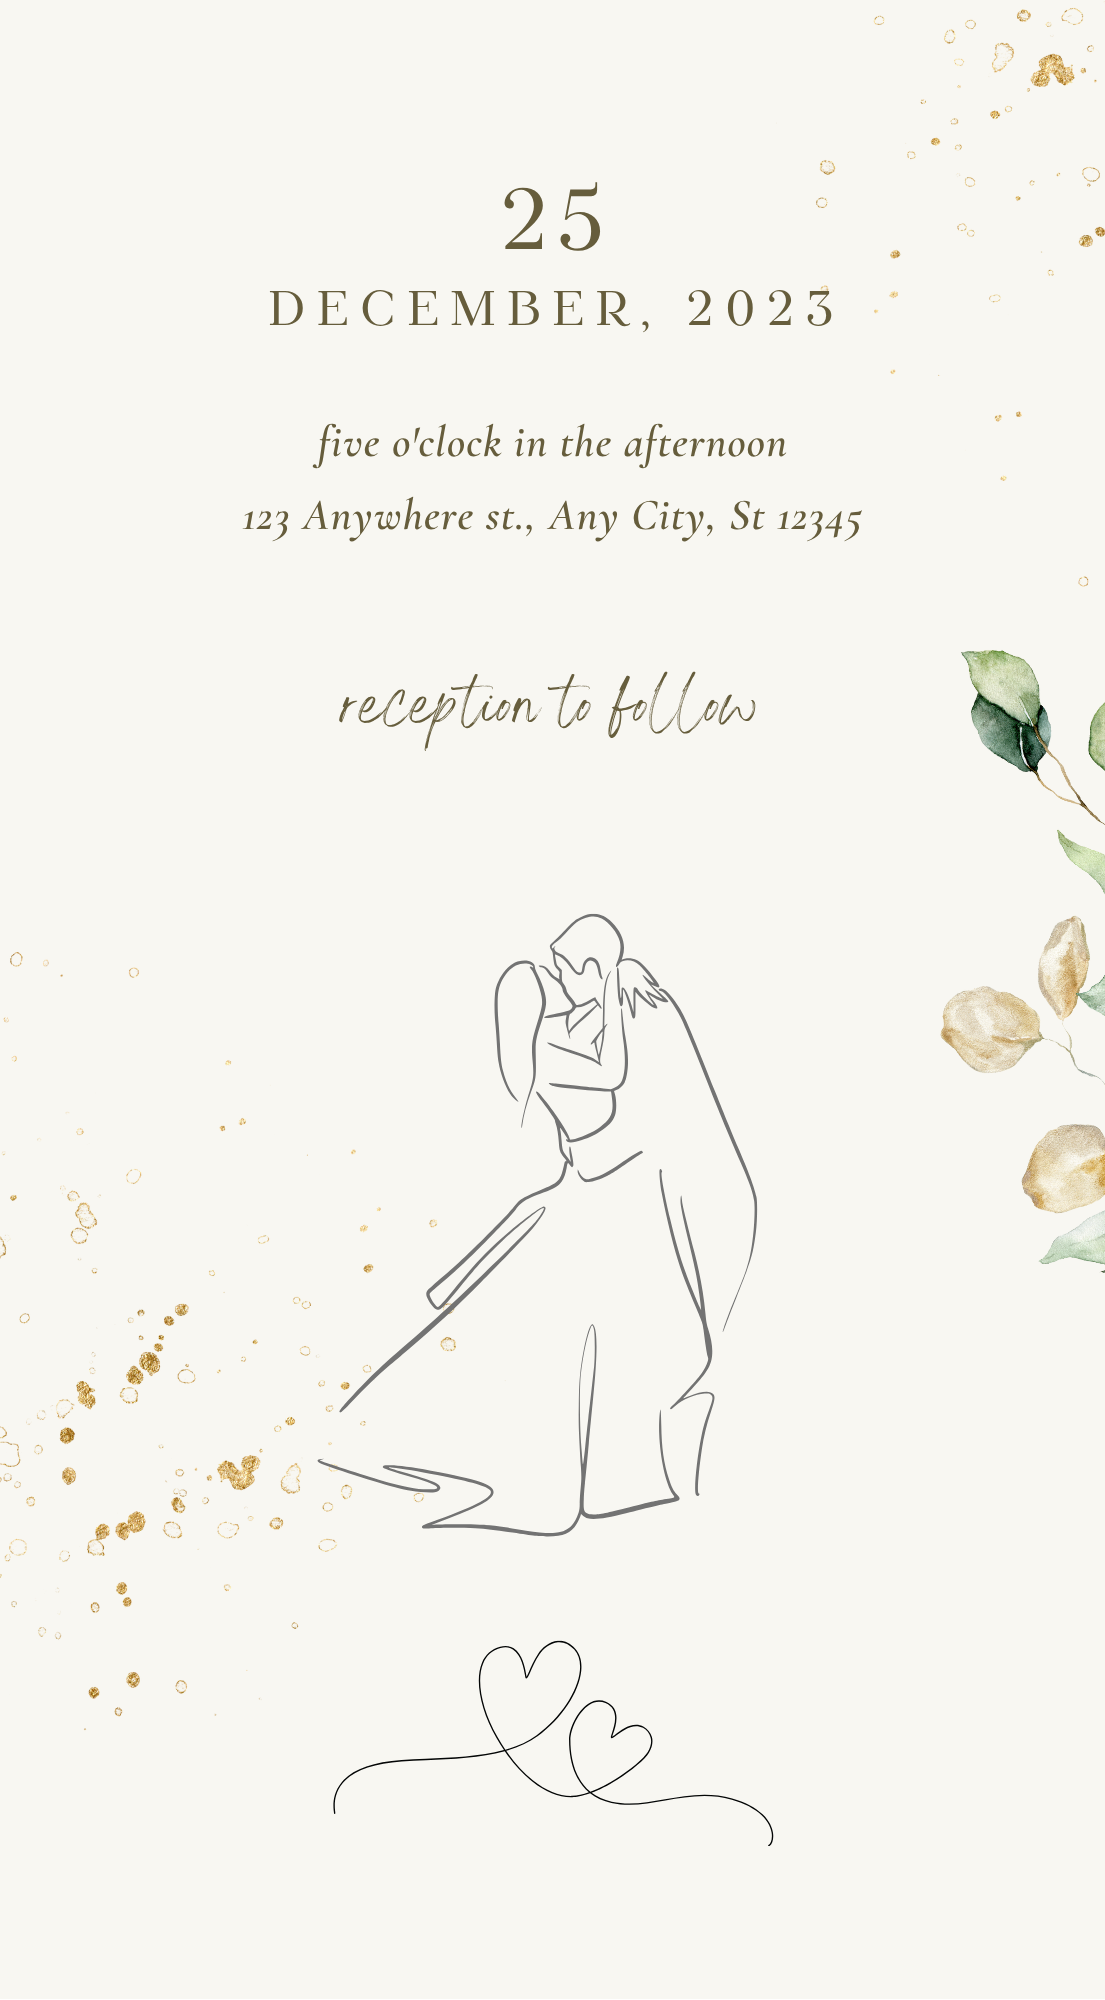 25
DECEMBER, 2023
five o'clock in the afternoon
123 Anywhere st., Any City, St 12345
reception to follow